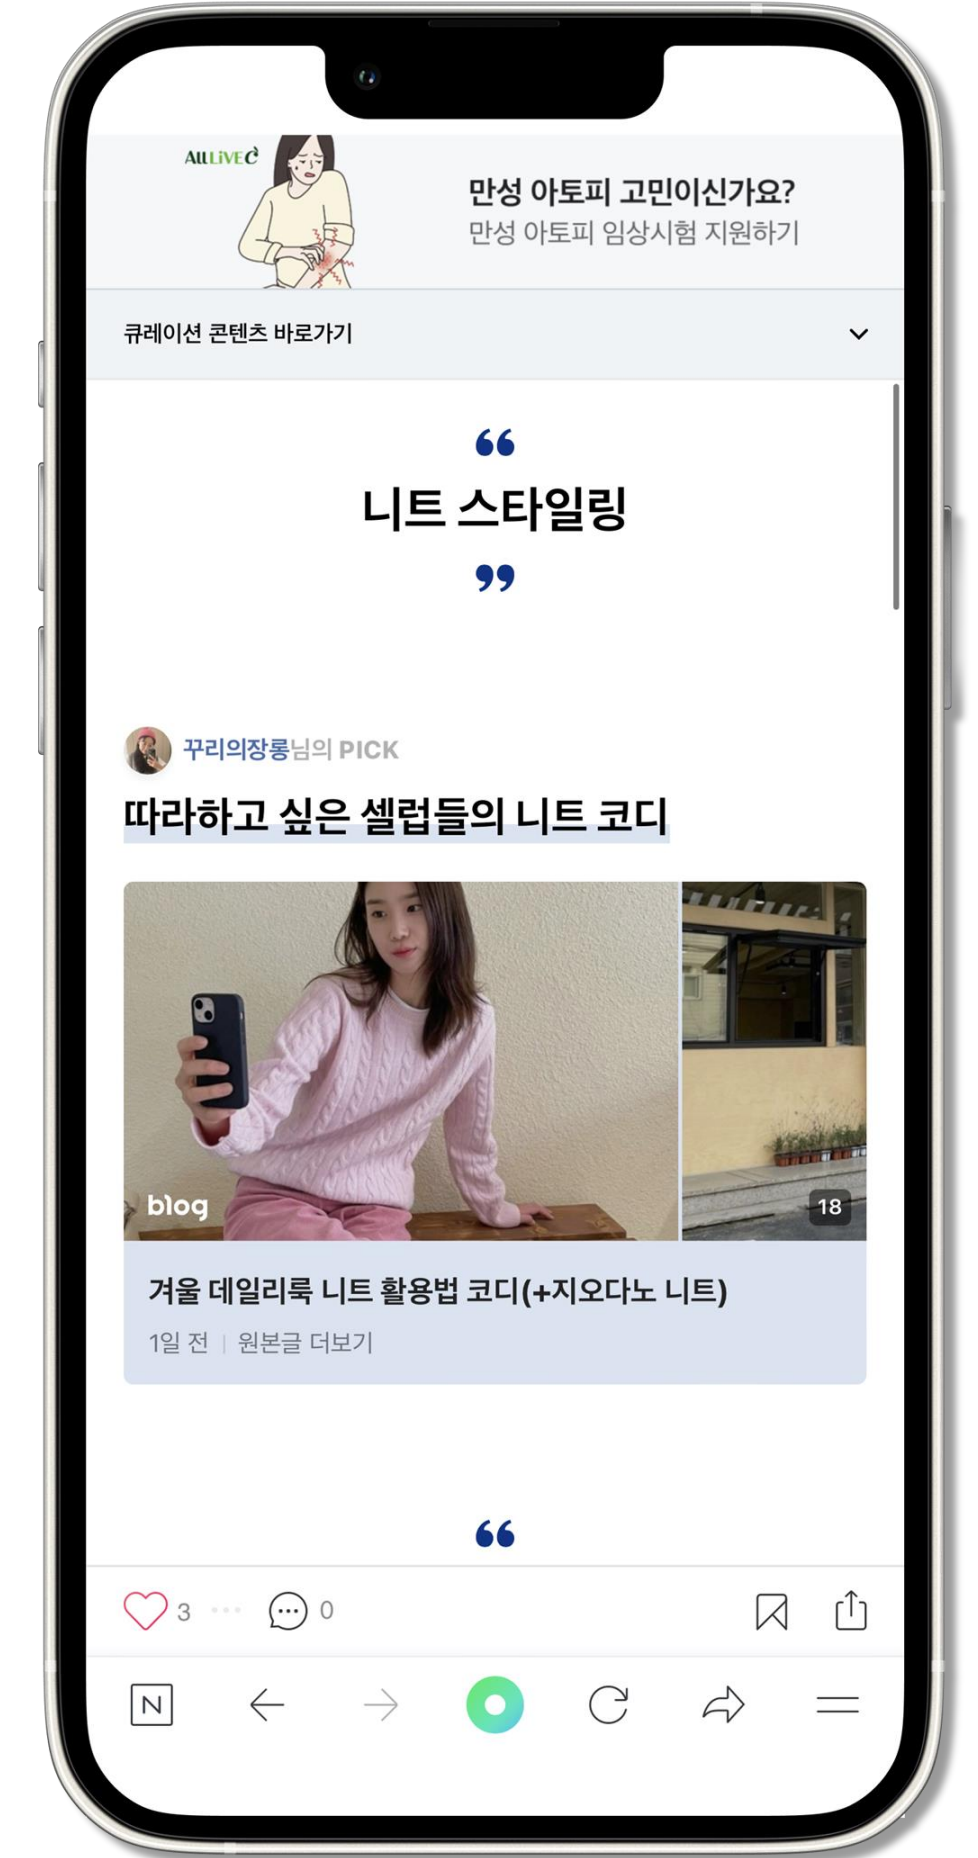 AllLiVE C
만성 아토피 고민이신가요?
만성 아토피 임상시험 지원하기
큐레이션 콘텐츠 바로가기
“
니트 스타일링
”
꾸리의장롱님의 PICK
따라하고 싶은 셀럽들의 니트 코디
blog
18
겨울 데일리룩 니트 활용법 코디(+지오다노 니트)
1일 전 | 원본글 더보기
“
3 ··· 0
N